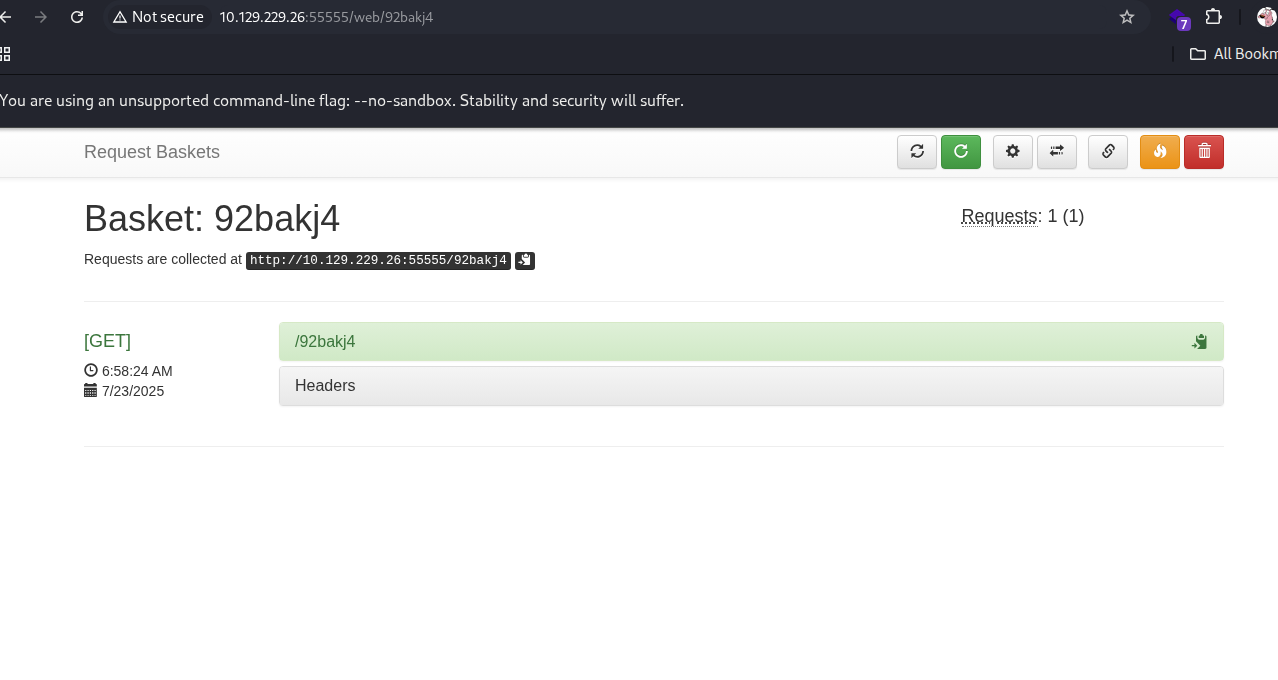 Not secure 10.129.229.26:55555/web/92bakj4
7
All Bookm
You are using an unsupported command-line flag: --no-sandbox. Stability and security will suffer.
Request Baskets
Basket: 92bakj4
Requests: 1 (1)
Requests are collected at http://10.129.229.26:55555/92bakj4
[GET]
/92bakj4
6:58:24 AM
Headers
7/23/2025